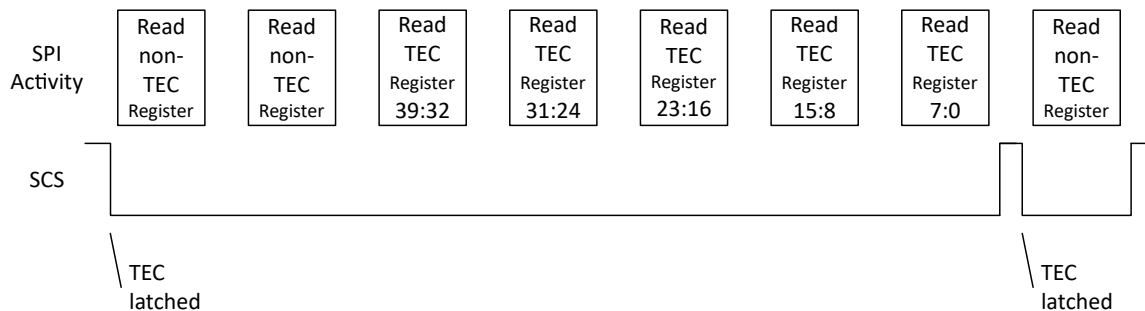 SPI
Activity
Read
non-
TEC
Register
Read
non-
TEC
Register
Read
TEC
Register
39:32
Read
TEC
Register
31:24
Read
TEC
Register
23:16
Read
TEC
Register
15:8
Read
TEC
Register
7:0
Read
non-
TEC
Register
SCS
TEC
latched
TEC
latched